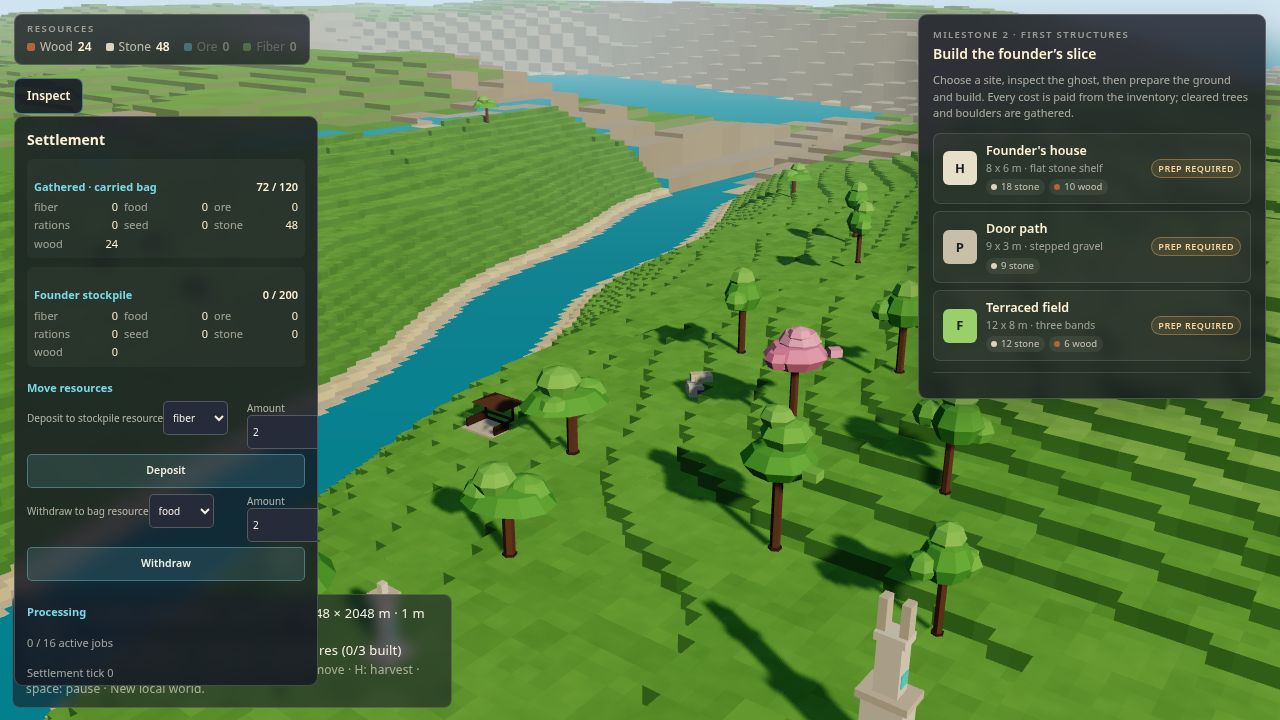 RESOURCES
Wood 24 Stone 48 Ore 0 Fiber 0
Inspect
Settlement
Gathered · carried bag 72 / 120
fiber 0 food 0 ore 0
rations 0 seed 0 stone 48
wood 24
Founder stockpile 0 / 200
fiber 0 food 0 ore 0
rations 0 seed 0 stone 0
wood 0
Move resources
Deposit to stockpile resource fiber Amount 2
Deposit
Withdraw to bag resource food Amount 2
Withdraw
Processing
0 / 16 active jobs
Settlement tick 0
48 × 2048 m · 1 m
res (0/3 built)
move · H: harvest ·
space: pause · New local world.
MILESTONE 2 · FIRST STRUCTURES
Build the founder’s slice
Choose a site, inspect the ghost, then prepare the ground
and build. Every cost is paid from the inventory; cleared trees
and boulders are gathered.
H
Founder's house
8 x 6 m · flat stone shelf
18 stone 10 wood
PREP REQUIRED
P
Door path
9 x 3 m · stepped gravel
9 stone
PREP REQUIRED
F
Terraced field
12 x 8 m · three bands
12 stone 6 wood
PREP REQUIRED